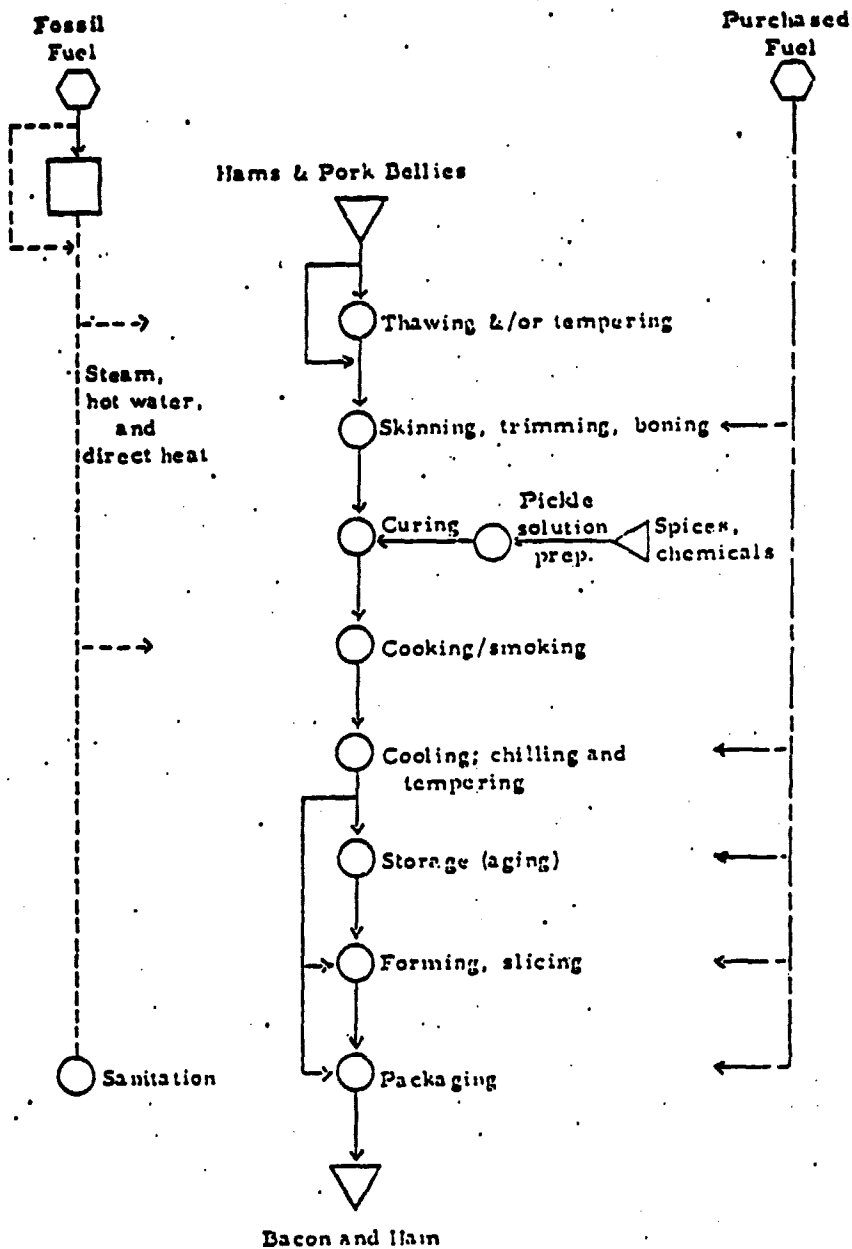 Fossil
Fuel
Purchased
Fuel
Hams & Pork Bellies
Thawing &/or tempering
Steam,
hot water,
and
direct heat
Skinning, trimming, boning
Curing
Pickle
solution
prep.
Spices,
chemicals
Cooking/smoking
Cooling; chilling and
tempering
Storage (aging)
Forming, slicing
Sanitation
Packaging
Bacon and Ham